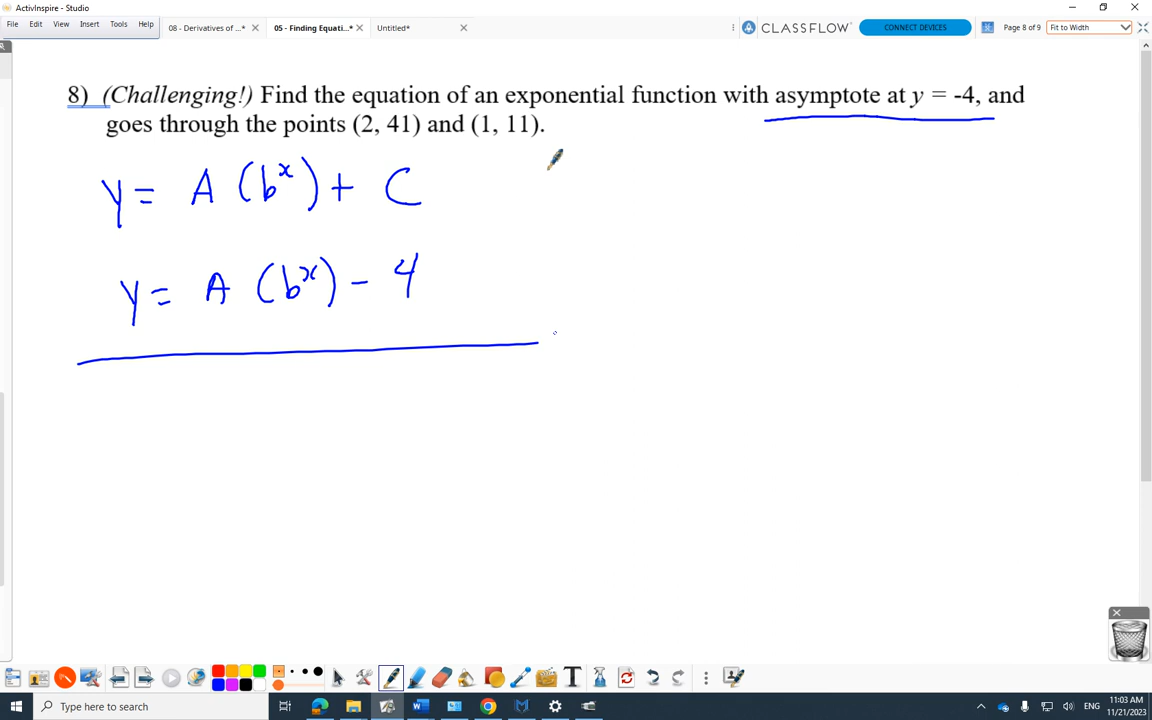 ActivInspire - Studio
File Edit View Insert Tools Help
08 - Derivatives of ...*
05 - Finding Equati...*
Untitled*
CLASSFLOW
CONNECT DEVICES
Page 8 of 9
Fit to Width
8) (Challenging!) Find the equation of an exponential function with asymptote at y = -4, and
goes through the points (2, 41) and (1, 11).
y = A (b^x) + C
y = A (b^x) - 4
Type here to search
ENG
11:03 AM
11/21/2023